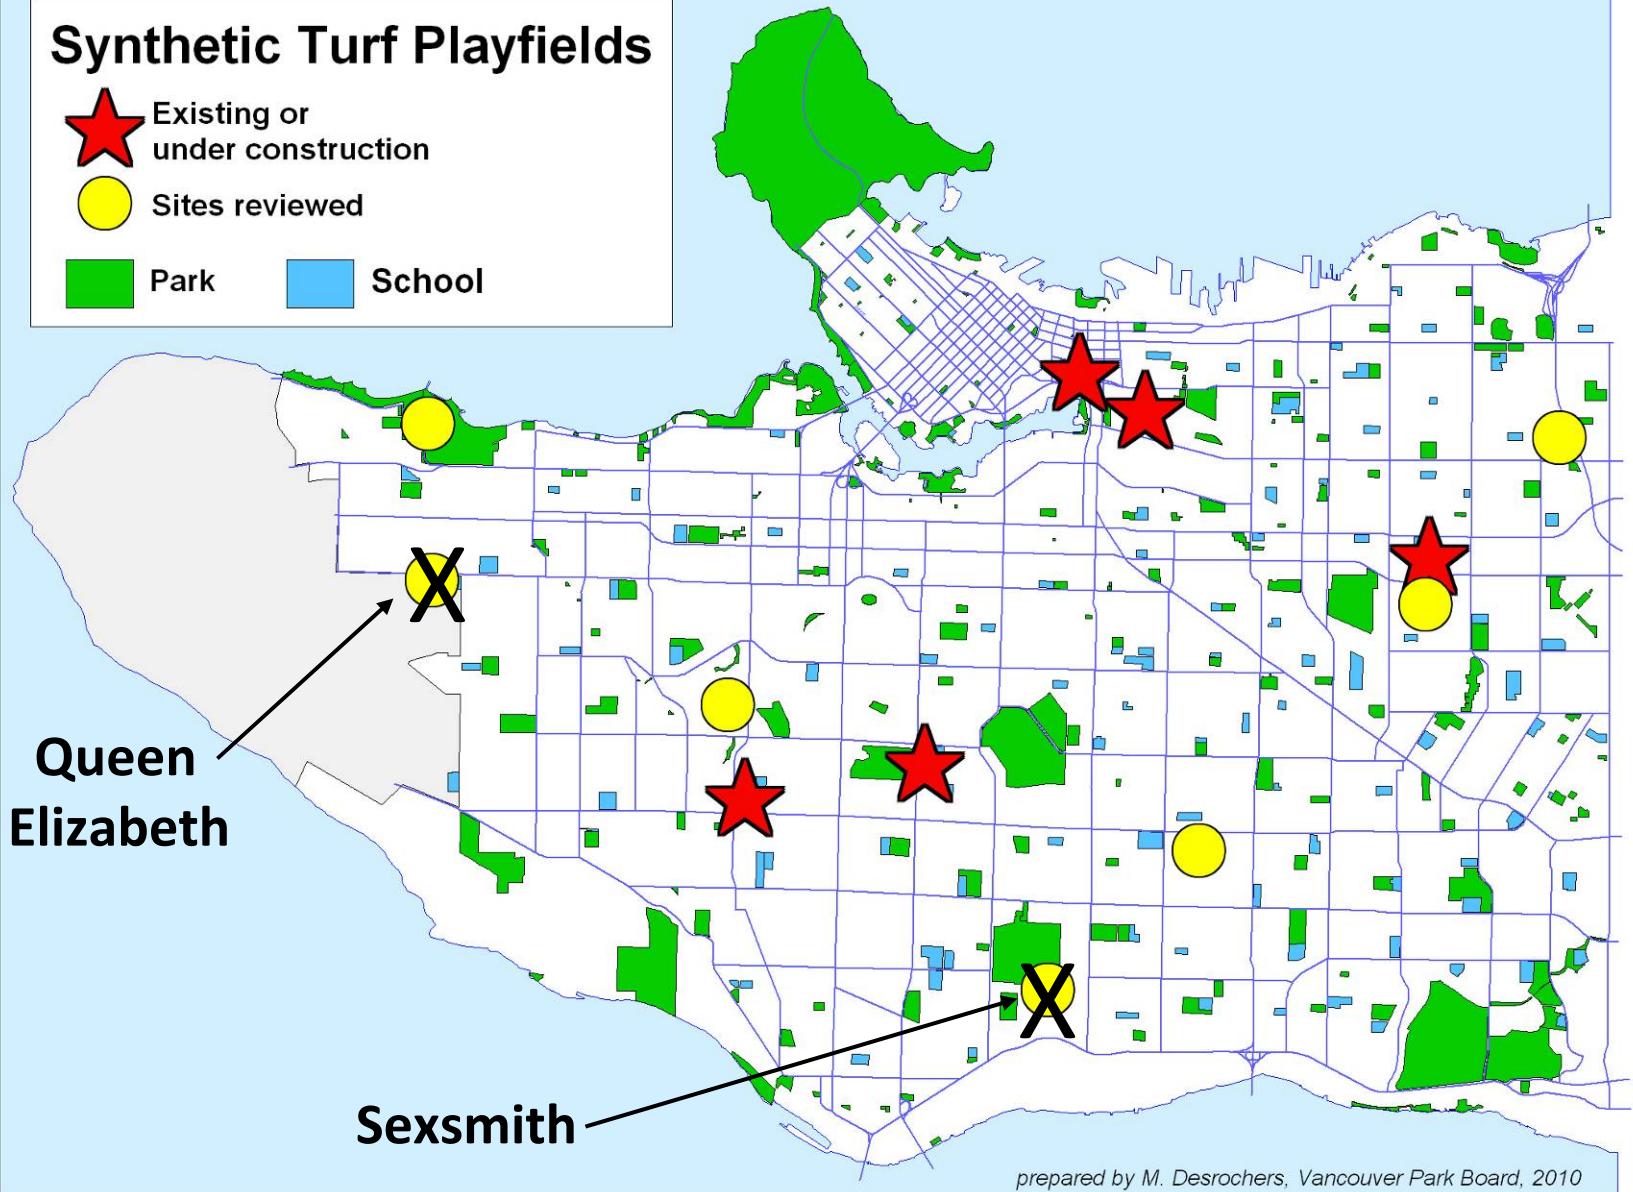 Synthetic Turf Playfields
Existing or
under construction
Sites reviewed
Park
School
X
Queen
Elizabeth
X
Sexsmith
prepared by M. Desrochers, Vancouver Park Board, 2010